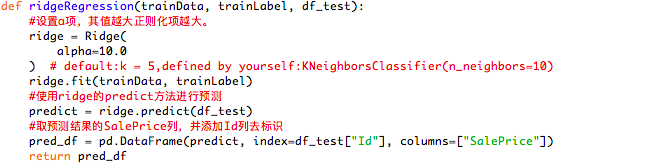 def ridgeRegression(trainData, trainLabel, df_test):
    #设置α项，其值越大正则化项越大。
    ridge = Ridge(
        alpha=10.0
    )  # default:k = 5,defined by yourself:KNeighborsClassifier(n_neighbors=10)
    ridge.fit(trainData, trainLabel)
    #使用ridge的predict方法进行预测
    predict = ridge.predict(df_test)
    #取预测结果的SalePrice列，并添加Id列去标识
    pred_df = pd.DataFrame(predict, index=df_test["Id"], columns=["SalePrice"])
    return pred_df